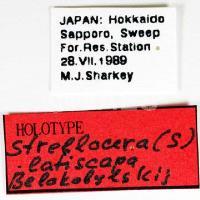 JAPAN: Hokkaido
Sapporo, Sweep
For.Res.Station
28.VII.1989
M.J.Sharkey
HOLOTYPE
Streblocera (S)
. latiscapa
Belokobylskij